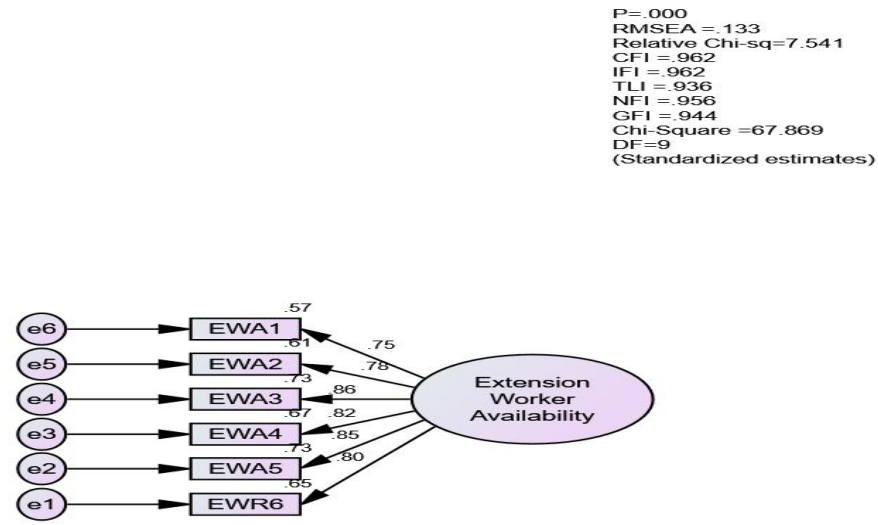 P=.000
RMSEA =.133
Relative Chi-sq=7.541
CFI =.962
IFI =.962
TLI =.936
NFI =.956
GFI =.944
Chi-Square =67.869
DF=9
(Standardized estimates)
.57
e6 EWA1 .75
.61
e5 EWA2 .78
.73
e4 EWA3 .86
.67 .82
e3 EWA4 .85
.73
e2 EWA5 .80
.65
e1 EWR6
Extension
Worker
Availability